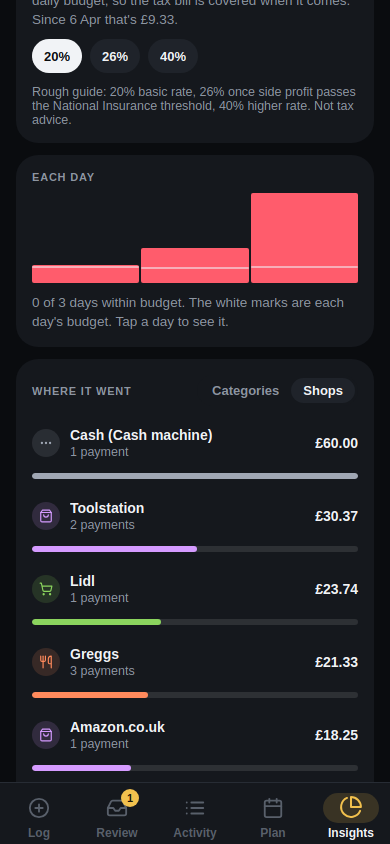 daily budget, so the tax bill is covered when it comes.
Since 6 Apr that's £9.33.
20% 26% 40%
Rough guide: 20% basic rate, 26% once side profit passes
the National Insurance threshold, 40% higher rate. Not tax
advice.
EACH DAY
0 of 3 days within budget. The white marks are each
day's budget. Tap a day to see it.
WHERE IT WENT Categories Shops
Cash (Cash machine)
1 payment
£60.00
Toolstation
2 payments
£30.37
Lidl
1 payment
£23.74
Greggs
3 payments
£21.33
Amazon.co.uk
1 payment
£18.25
1
Log Review Activity Plan Insights